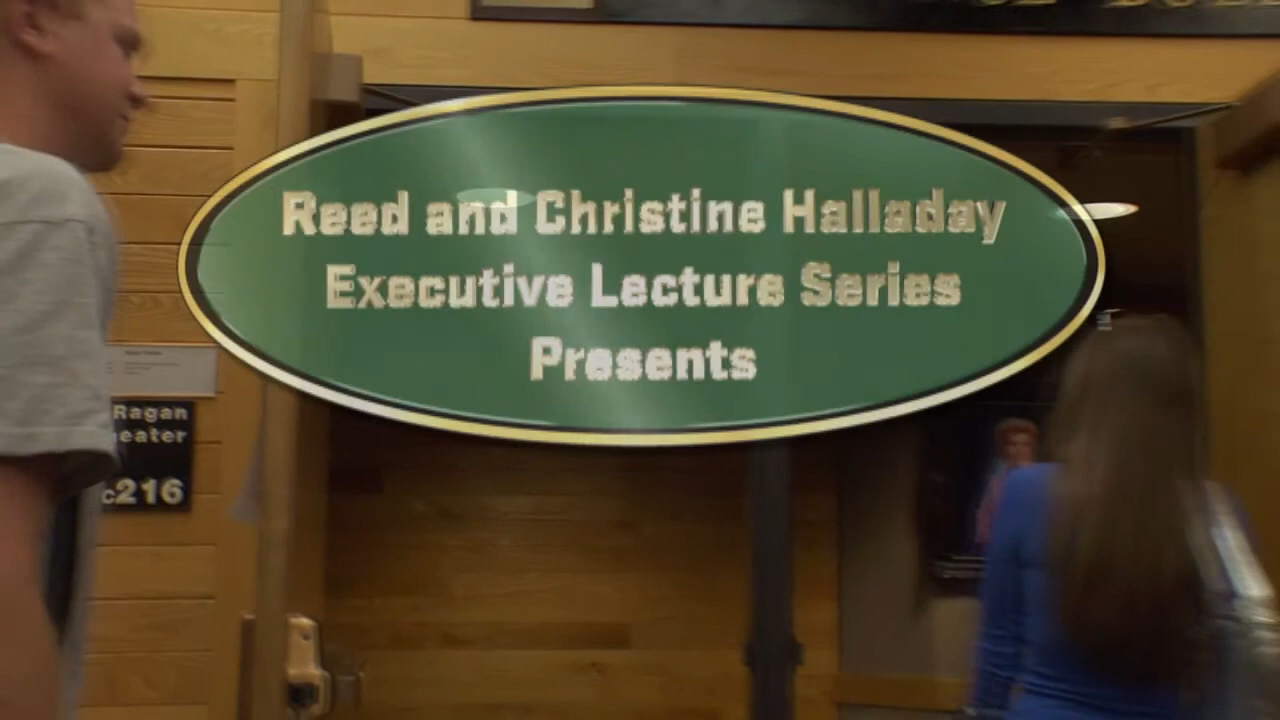 Reed and Christine Halladay
Executive Lecture Series
Presents
Ragan
eater
c216